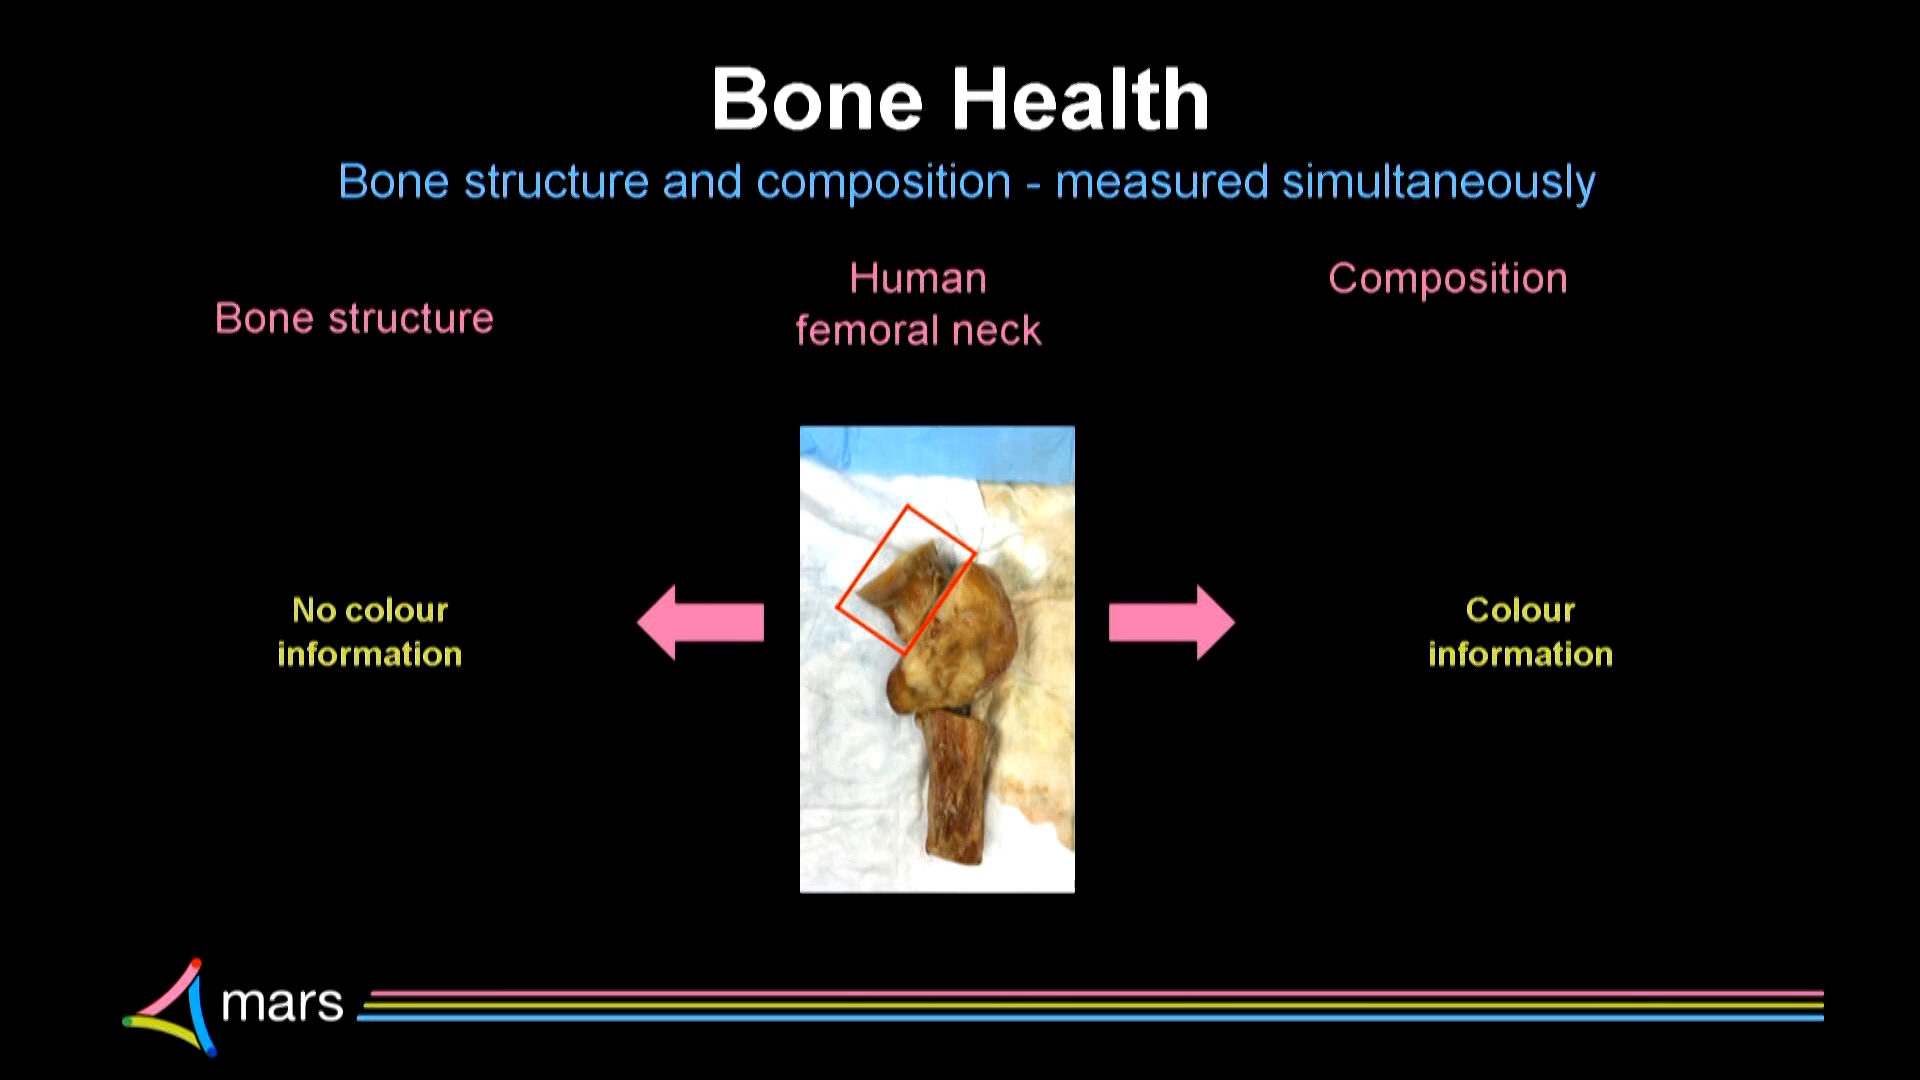 Bone Health
Bone structure and composition - measured simultaneously
Bone structure
Human
femoral neck
Composition
No colour
information
Colour
information
mars